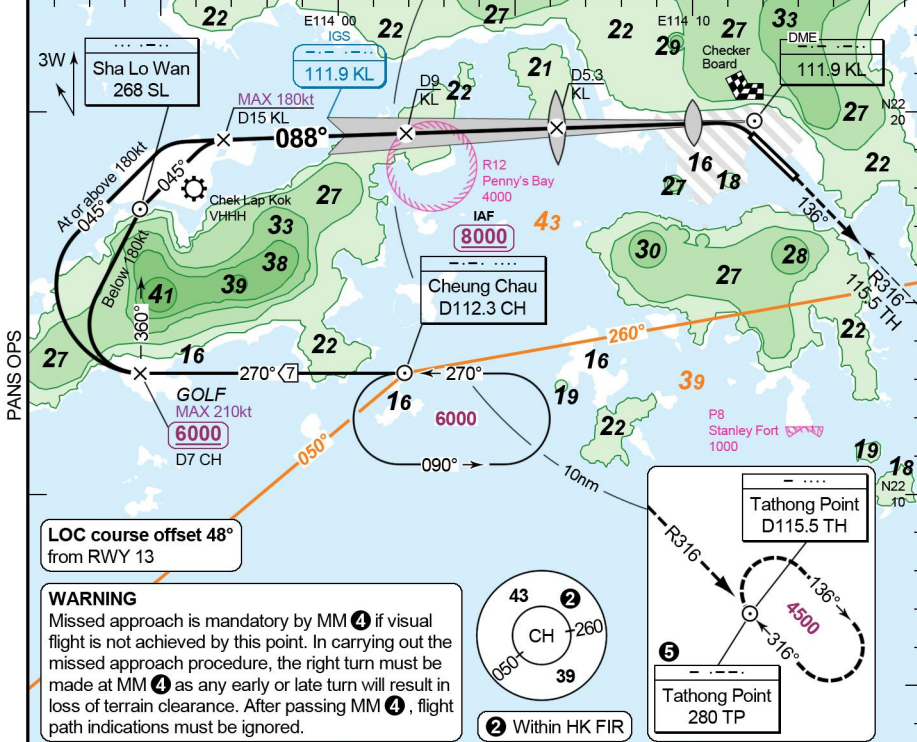 22
27
E114 00
22
22
E114 10
27
33
29
IGS
111.9 KL
3W
Sha Lo Wan
268 SL
Checker
Board
DME
111.9 KL
21
D9
KL
22
D5.3
KL
MAX 180kt
D15 KL
27
N22
20
088°
At or above 180kt
045°
045°
16
18
27
22
R12
Penny's Bay
4000
Chek Lap Kok
VHHH
27
33
38
39
41
IAF
8000
43
136°
30
28
27
Below 180kt
360°
Cheung Chau
D112.3 CH
R316
115.5 TH
PANS OPS
27
16
22
260°
22
16
270°
7
270°
GOLF
MAX 210kt
6000
D7 CH
16
6000
19
39
22
P8
Stanley Fort
1000
050°
090°
10nm
19
18
N22
10
LOC course offset 48°
from RWY 13
WARNING
Missed approach is mandatory by MM 4 if visual
flight is not achieved by this point. In carrying out the
missed approach procedure, the right turn must be
made at MM 4 as any early or late turn will result in
loss of terrain clearance. After passing MM 4 , flight
path indications must be ignored.
43
2
CH
260
050
39
2 Within HK FIR
Tathong Point
D115.5 TH
R316
136°
4500
316°
5
Tathong Point
280 TP